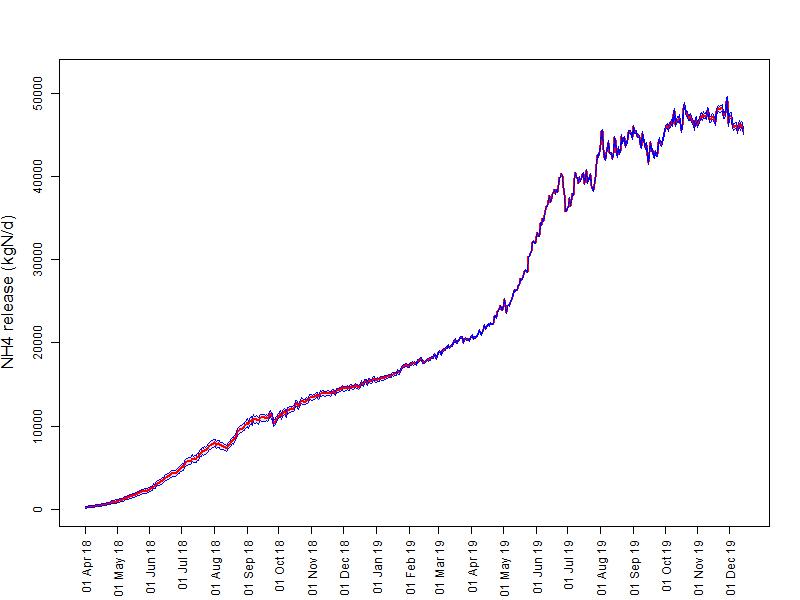 NH4 release (kgN/d)
50000
40000
30000
20000
10000
0
01 Apr 18
01 May 18
01 Jun 18
01 Jul 18
01 Aug 18
01 Sep 18
01 Oct 18
01 Nov 18
01 Dec 18
01 Jan 19
01 Feb 19
01 Mar 19
01 Apr 19
01 May 19
01 Jun 19
01 Jul 19
01 Aug 19
01 Sep 19
01 Oct 19
01 Nov 19
01 Dec 19